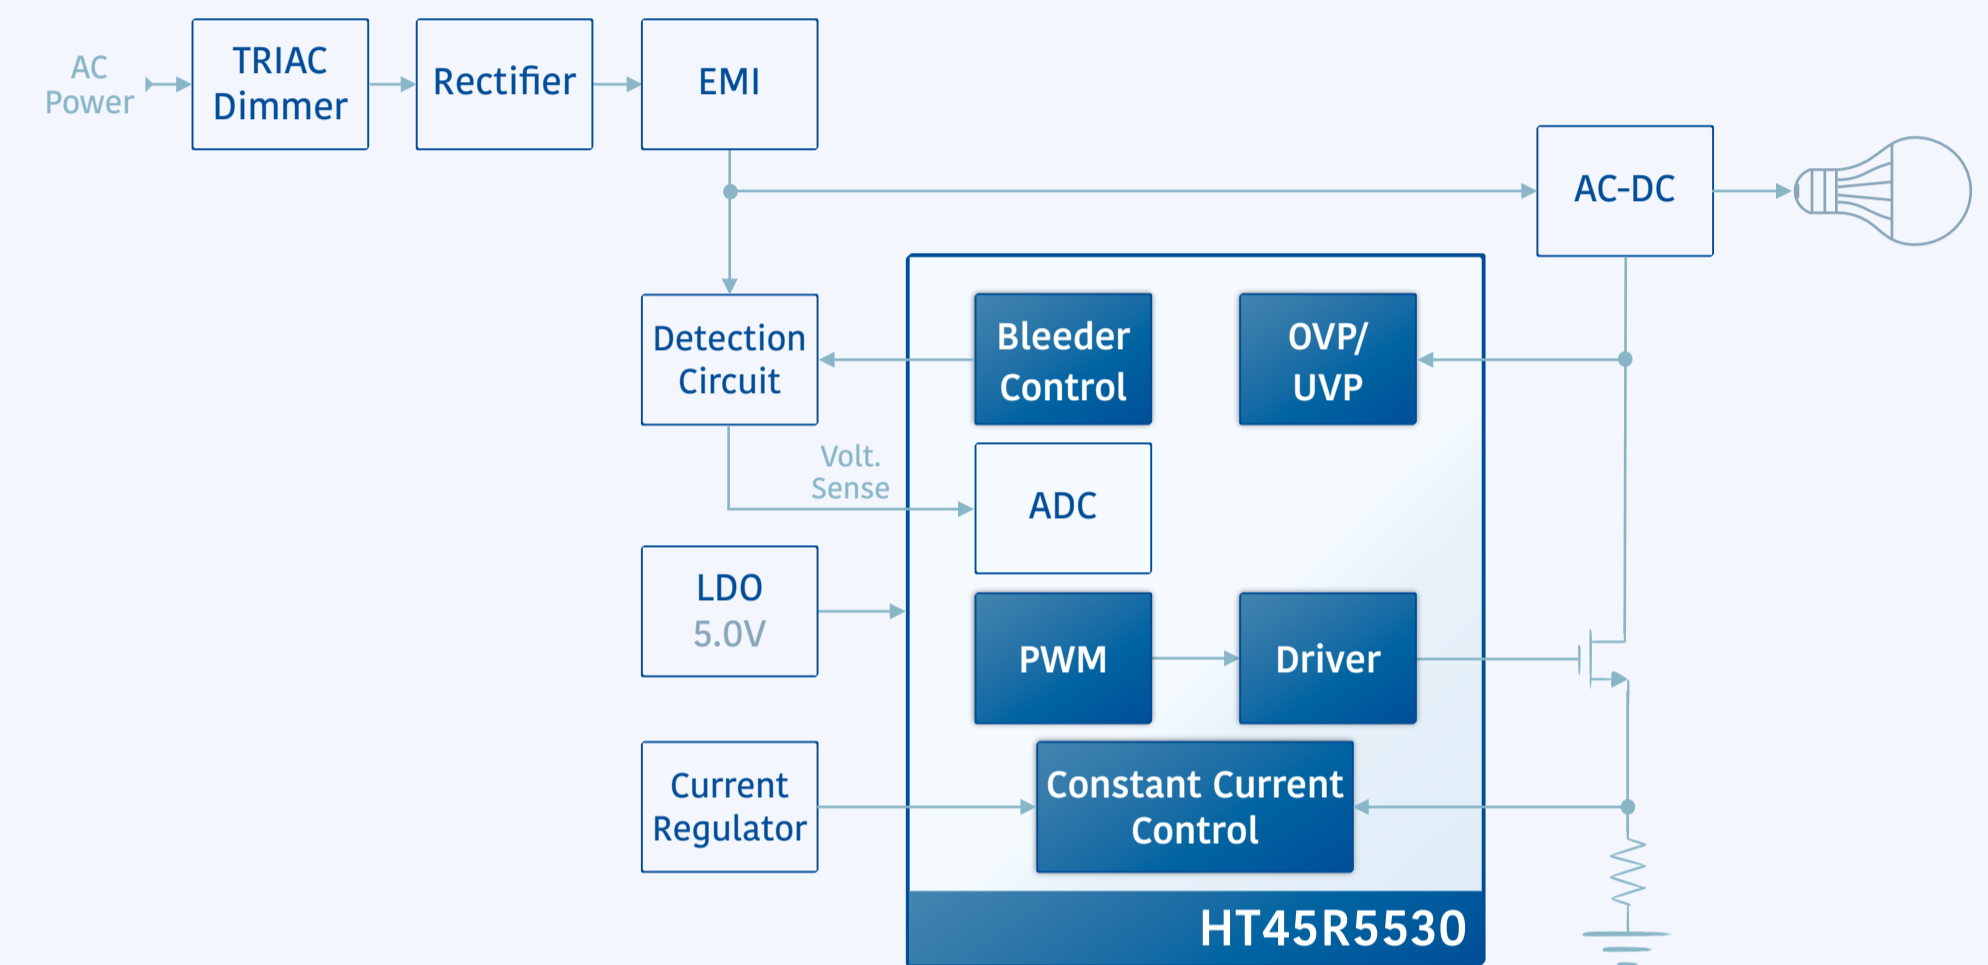 AC
Power
TRIAC
Dimmer
Rectifier
EMI
AC-DC
Detection
Circuit
Bleeder
Control
OVP/
UVP
Volt.
Sense
ADC
LDO
5.0V
PWM
Driver
Current
Regulator
Constant Current
Control
HT45R5530